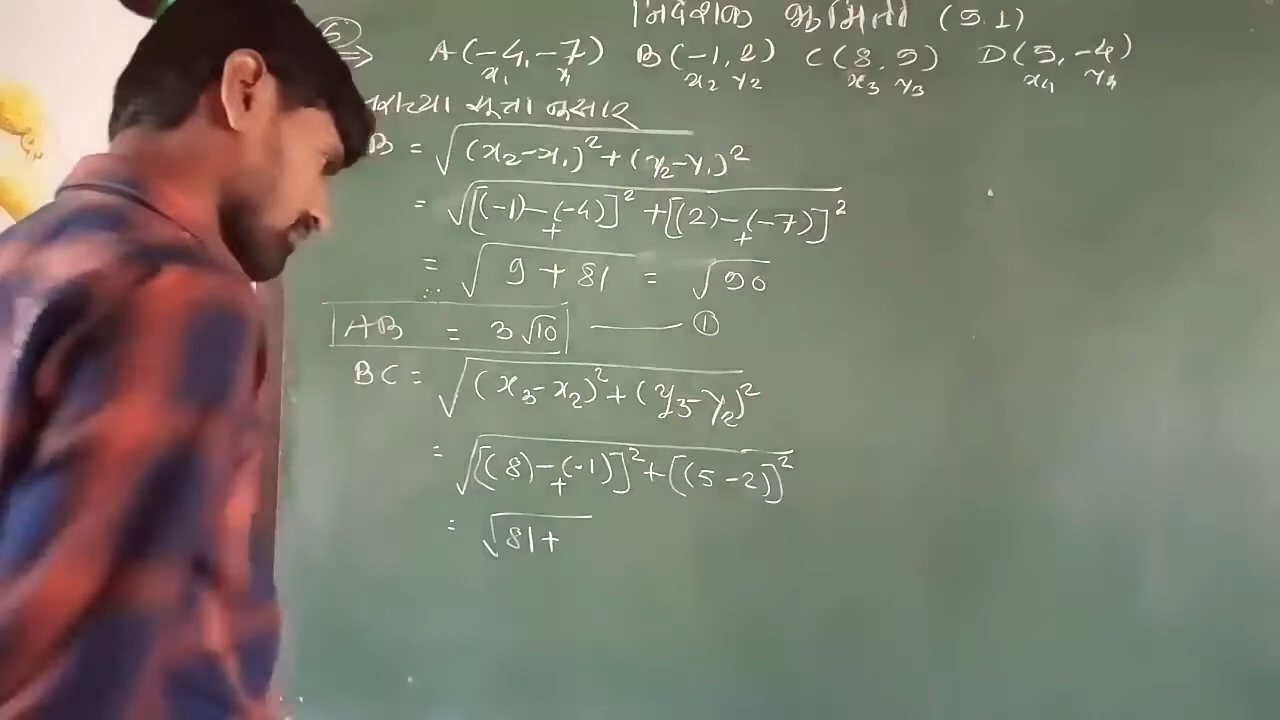 निर्देशांक भूमिती (5.1)
⑥ ⇒ A(-4,-7) B(-1,2) C(8,5) D(5,-4)
x₁ y₁ x₂ y₂ x₃ y₃ x₄ y₄
B = √(x₂-x₁)²+(y₂-y₁)²
= √[(-1)-(-4)]²+[(2)-(-7)]²
+ +
= √9+81 = √90
∴ AB = 3√10 —— ①
BC = √(x₃-x₂)²+(y₃-y₂)²
= √[(8)-(-1)]²+[(5-2)]²
+
= √81+